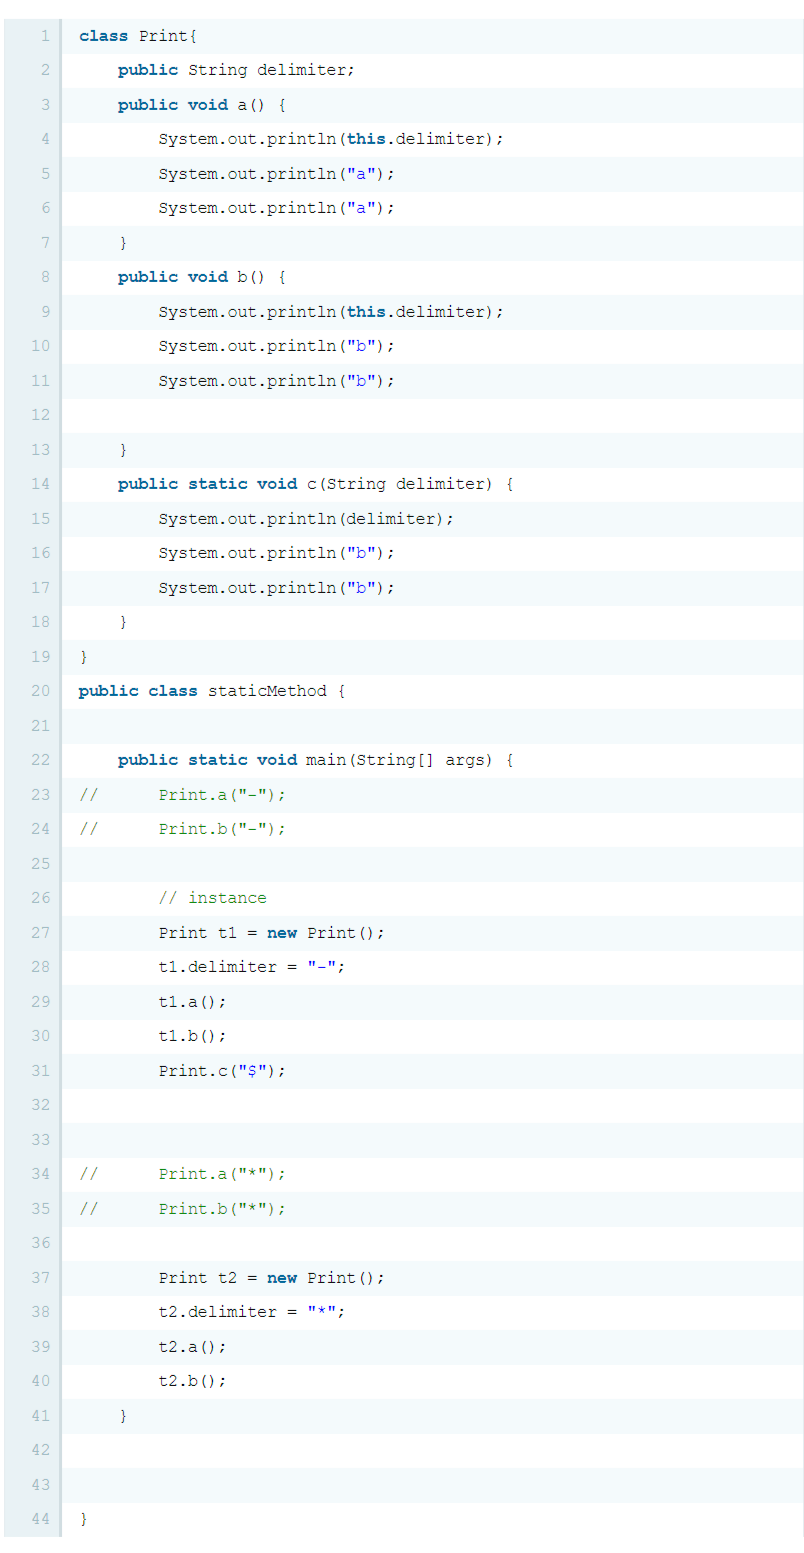 1 class Print{
2     public String delimiter;
3     public void a() {
4         System.out.println(this.delimiter);
5         System.out.println("a");
6         System.out.println("a");
7     }
8     public void b() {
9         System.out.println(this.delimiter);
10         System.out.println("b");
11         System.out.println("b");
12
13     }
14     public static void c(String delimiter) {
15         System.out.println(delimiter);
16         System.out.println("b");
17         System.out.println("b");
18     }
19 }
20 public class staticMethod {
21
22     public static void main(String[] args) {
23 //      Print.a("-");
24 //      Print.b("-");
25
26         // instance
27         Print t1 = new Print();
28         t1.delimiter = "-";
29         t1.a();
30         t1.b();
31         Print.c("$");
32
33
34 //      Print.a("*");
35 //      Print.b("*");
36
37         Print t2 = new Print();
38         t2.delimiter = "*";
39         t2.a();
40         t2.b();
41     }
42
43
44 }